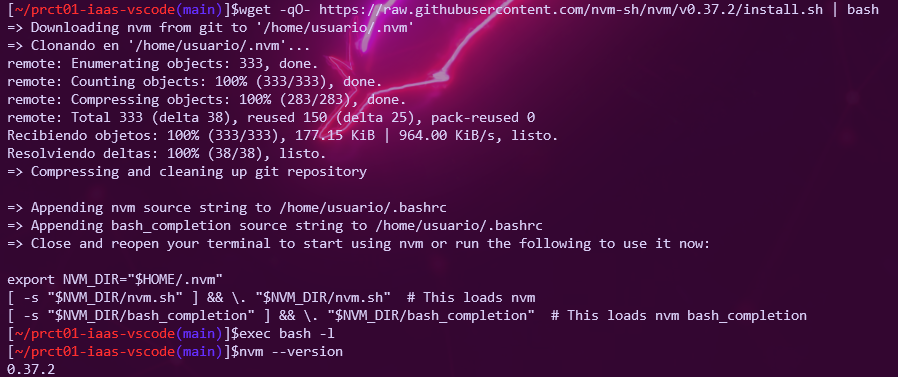 [~/prct01-iaas-vscode(main)]$wget -qO- https://raw.githubusercontent.com/nvm-sh/nvm/v0.37.2/install.sh | bash
=> Downloading nvm from git to '/home/usuario/.nvm'
=> Clonando en '/home/usuario/.nvm'...
remote: Enumerating objects: 333, done.
remote: Counting objects: 100% (333/333), done.
remote: Compressing objects: 100% (283/283), done.
remote: Total 333 (delta 38), reused 150 (delta 25), pack-reused 0
Recibiendo objetos: 100% (333/333), 177.15 KiB | 964.00 KiB/s, listo.
Resolviendo deltas: 100% (38/38), listo.
=> Compressing and cleaning up git repository
=> Appending nvm source string to /home/usuario/.bashrc
=> Appending bash_completion source string to /home/usuario/.bashrc
=> Close and reopen your terminal to start using nvm or run the following to use it now:
export NVM_DIR="$HOME/.nvm"
[ -s "$NVM_DIR/nvm.sh" ] && \. "$NVM_DIR/nvm.sh"  # This loads nvm
[ -s "$NVM_DIR/bash_completion" ] && \. "$NVM_DIR/bash_completion"  # This loads nvm bash_completion
[~/prct01-iaas-vscode(main)]$exec bash -l
[~/prct01-iaas-vscode(main)]$nvm --version
0.37.2